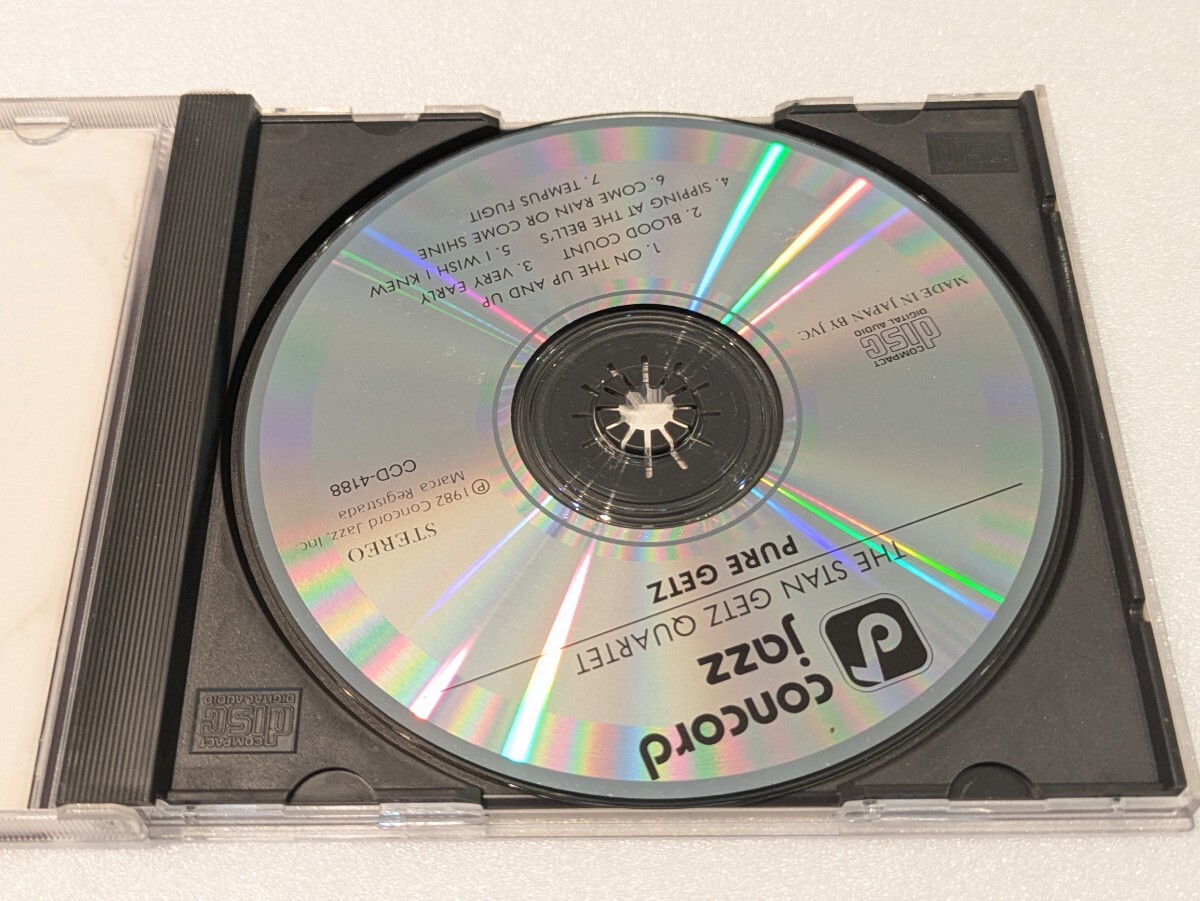 concord
jazz
THE STAN GETZ QUARTET
PURE GETZ
STEREO
℗ 1982 Concord Jazz, Inc.
Marca Registrada
CCD-4188
COMPACT
disc
DIGITAL AUDIO
MADE IN JAPAN BY JVC
1. ON THE UP AND UP
2. BLOOD COUNT 3. VERY EARLY
4. SIPPING AT THE BELL'S 5. I WISH I KNEW
6. COME RAIN OR COME SHINE
7. TEMPUS FUGIT
COMPACT
disc
DIGITAL AUDIO